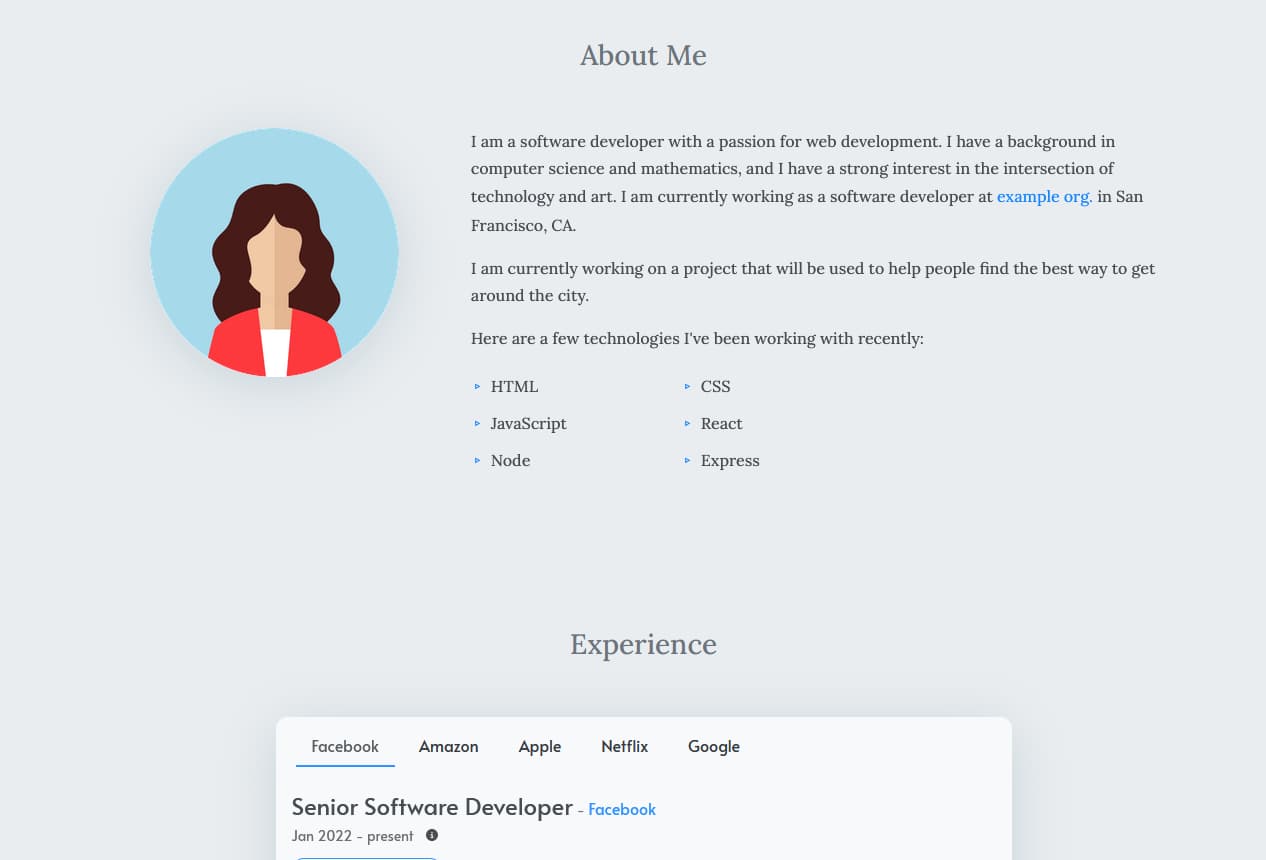 About Me
I am a software developer with a passion for web development. I have a background in
computer science and mathematics, and I have a strong interest in the intersection of
technology and art. I am currently working as a software developer at example org. in San
Francisco, CA.
I am currently working on a project that will be used to help people find the best way to get
around the city.
Here are a few technologies I've been working with recently:
HTML CSS
JavaScript React
Node Express
Experience
Facebook Amazon Apple Netflix Google
Senior Software Developer - Facebook
Jan 2022 - present